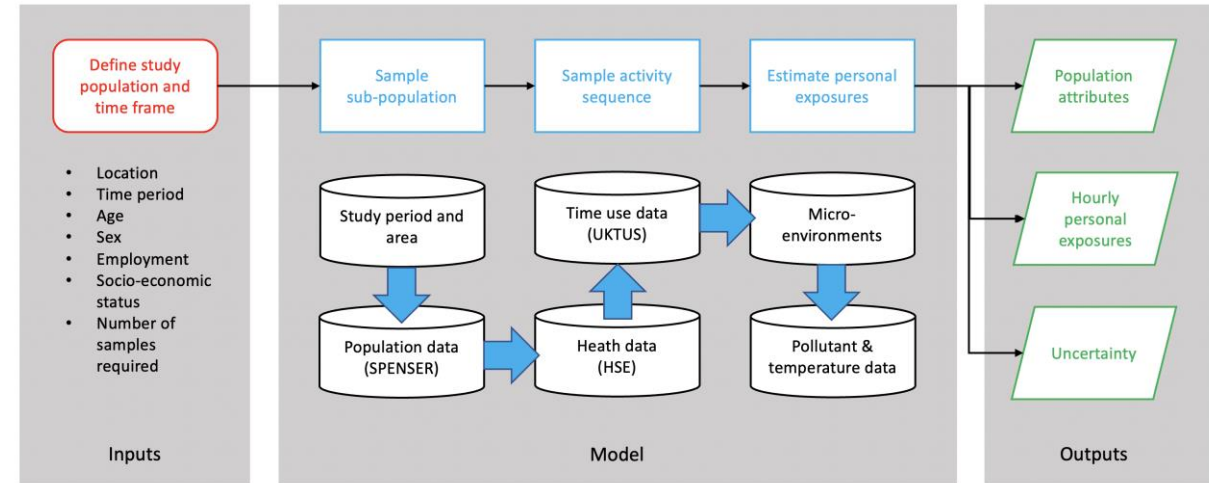 Define study
population and
time frame
Sample
sub-population
Sample activity
sequence
Estimate personal
exposures
Population
attributes
• Location
• Time period
• Age
• Sex
• Employment
• Socio-economic
status
• Number of
samples
required
Study period and
area
Time use data
(UKTUS)
Micro-
environments
Hourly
personal
exposures
Population data
(SPENSER)
Heath data
(HSE)
Pollutant &
temperature data
Uncertainty
Inputs
Model
Outputs